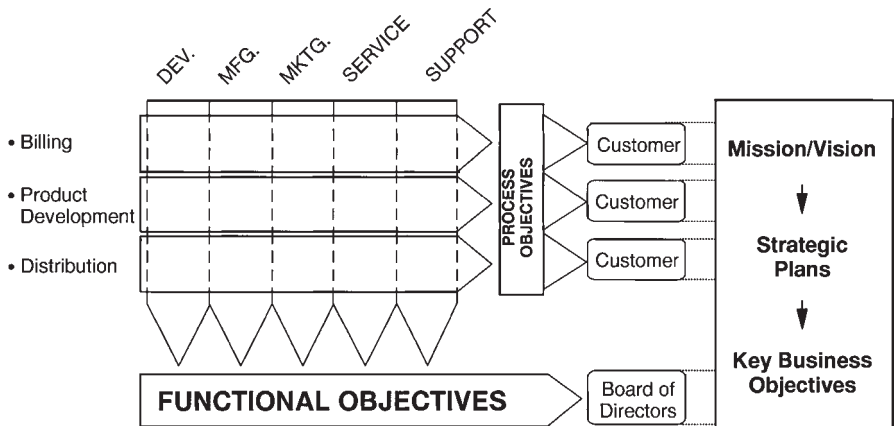 DEV.
MFG.
MKTG.
SERVICE
SUPPORT
• Billing
• Product
Development
• Distribution
PROCESS
OBJECTIVES
Customer
Customer
Customer
Mission/Vision
Strategic
Plans
Key Business
Objectives
FUNCTIONAL OBJECTIVES
Board of
Directors